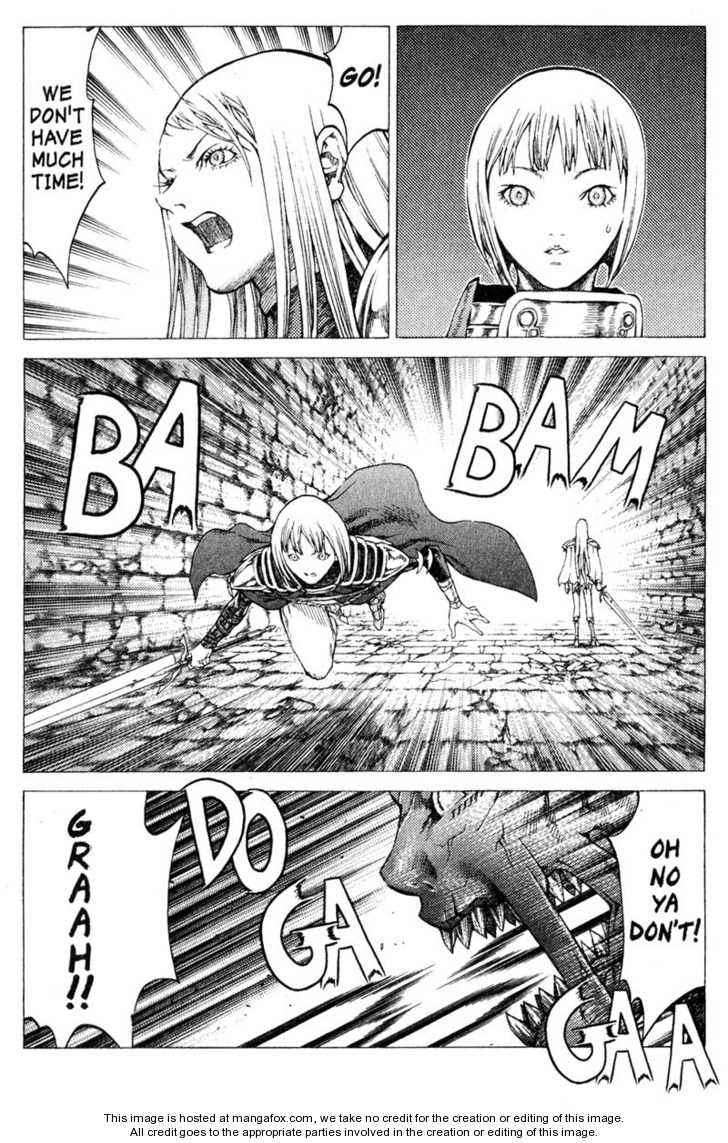 WE
DON'T
HAVE
MUCH
TIME!
GO!
BA
BAM
GRAAH!!
DO
GA
OH
NO
YA
DON'T!
GAA
This image is hosted at mangafox.com, we take no credit for the creation or editing of this image.
All credit goes to the appropriate parties involved in the creation or editing of this image.